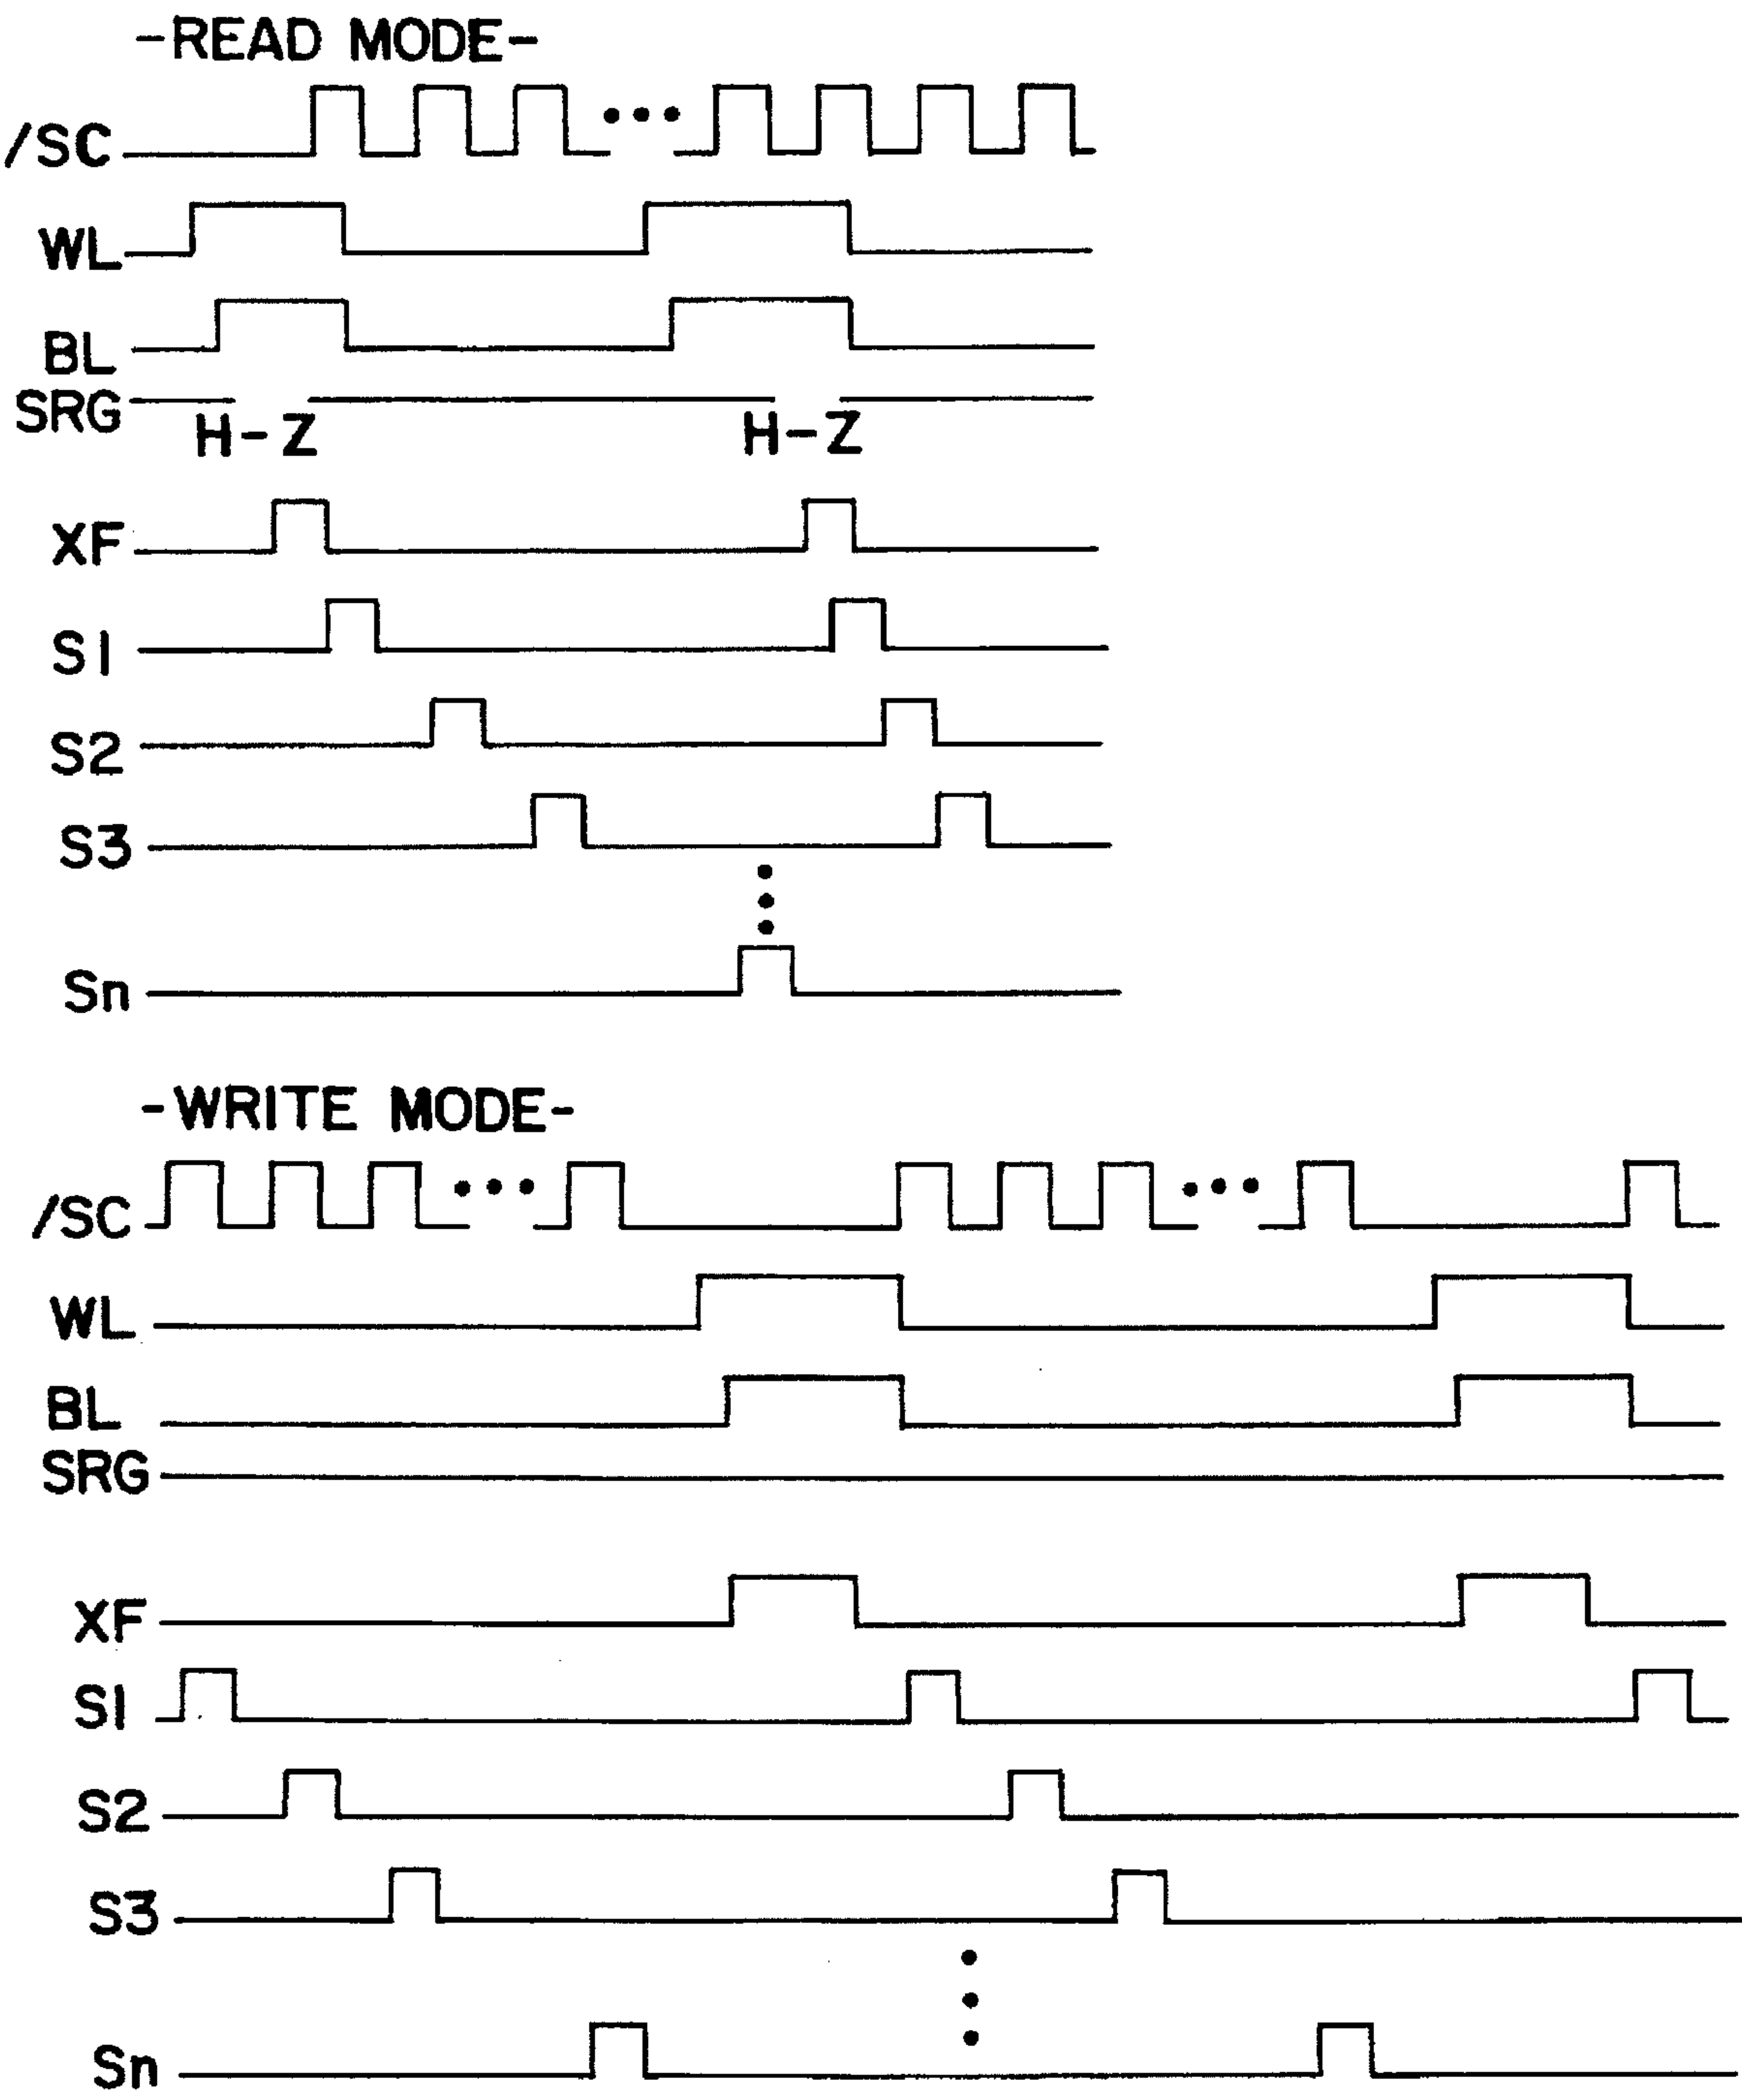 -READ MODE-
/SC
WL
BL
SRG
H-Z H-Z
XF
S1
S2
S3
Sn
-WRITE MODE-
/SC
WL
BL
SRG
XF
S1
S2
S3
Sn